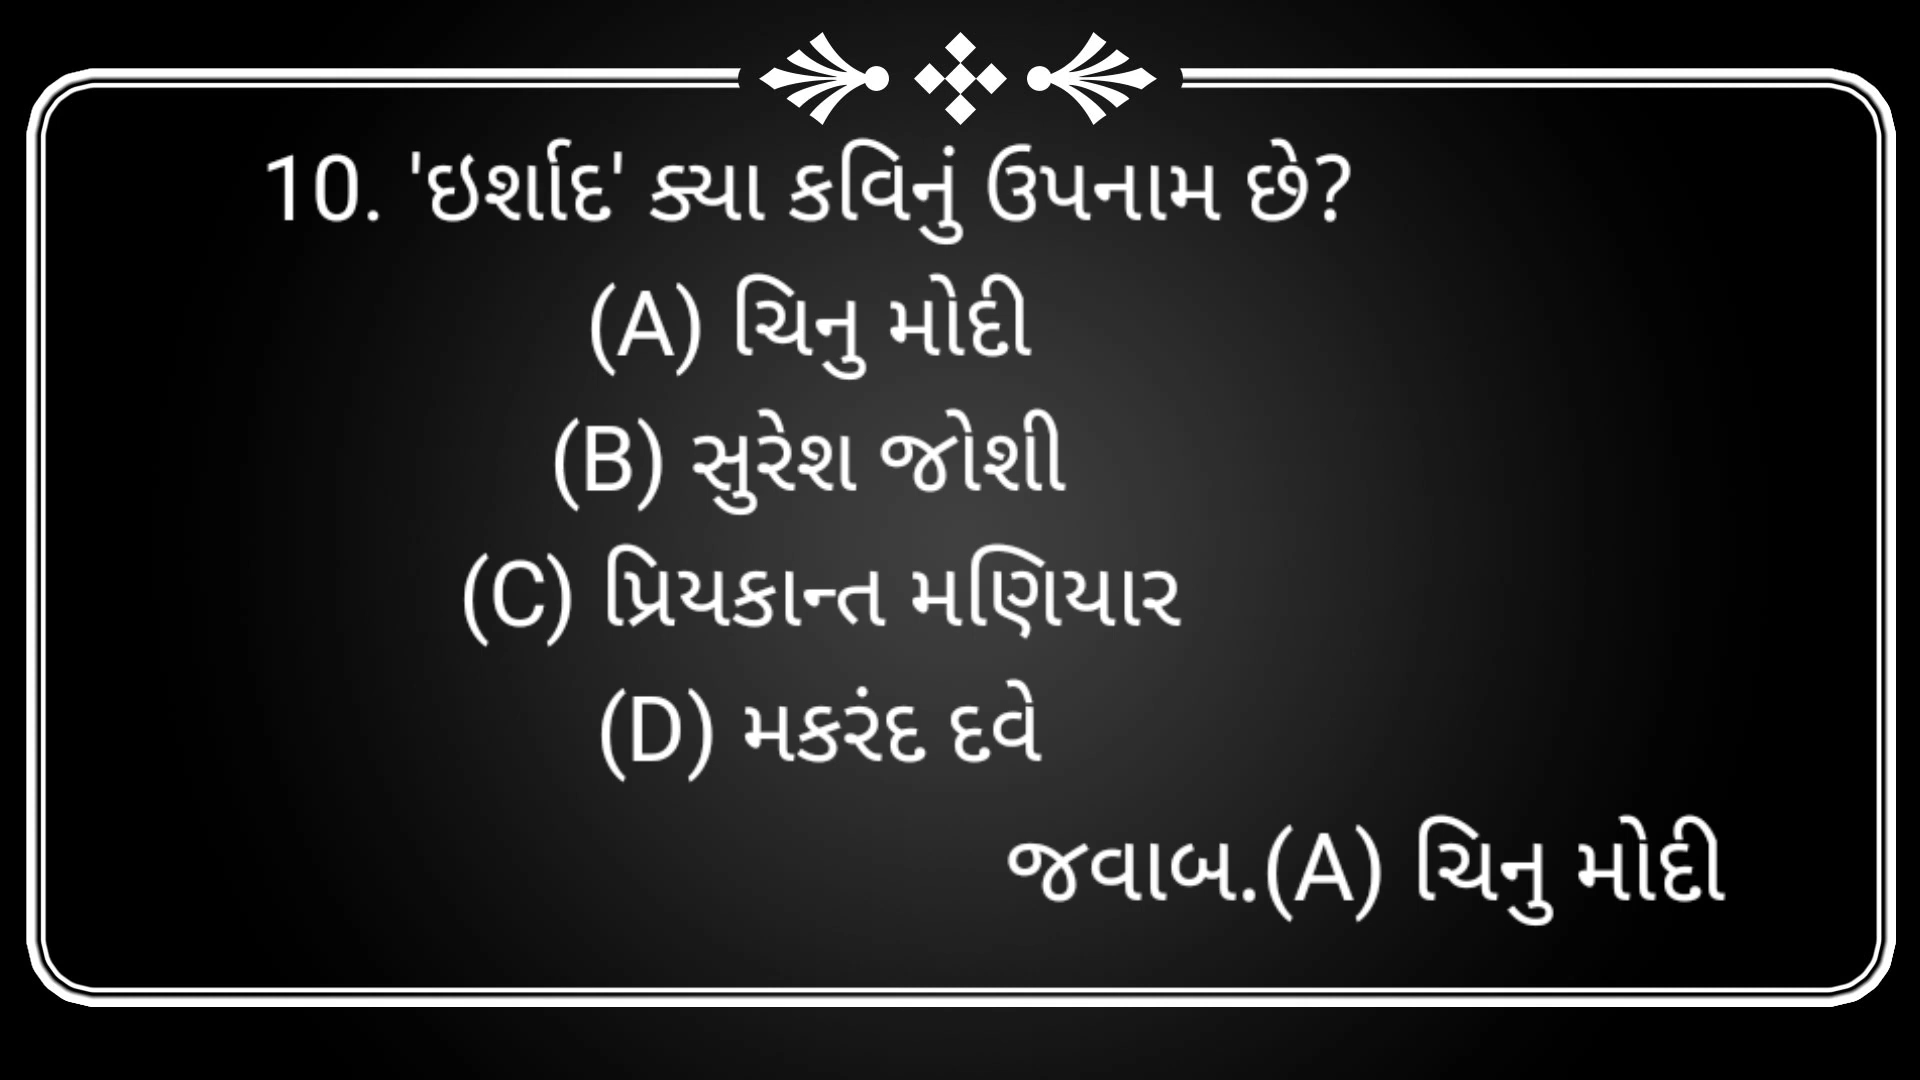 10. 'ઇર્શાદ' ક્યા કવિનું ઉપનામ છે?
(A) ચિનુ મોદી
(B) સુરેશ જોશી
(C) પ્રિયકાન્ત મણિયાર
(D) મકરંદ દવે
જવાબ.(A) ચિનુ મોદી